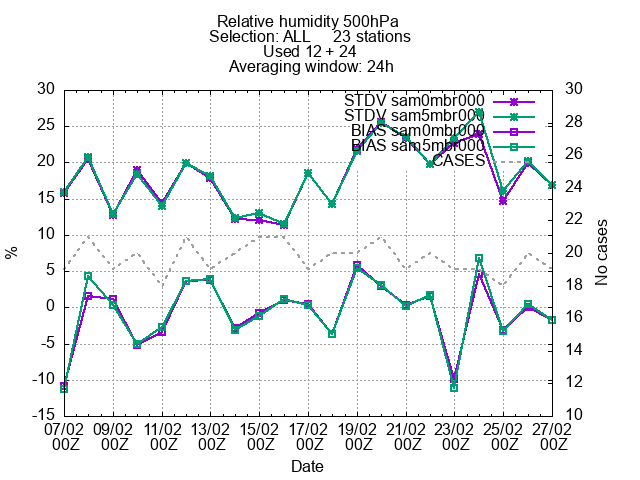 Relative humidity 500hPa
Selection: ALL 23 stations
Used 12 + 24
Averaging window: 24h
STDV sam0mbr000
STDV sam5mbr000
BIAS sam0mbr000
BIAS sam5mbr000
CASES
30
25
20
15
10
5
0
-5
-10
-15
%
30
28
26
24
22
20
18
16
14
12
10
No cases
07/02 09/02 11/02 13/02 15/02 17/02 19/02 21/02 23/02 25/02 27/02
00Z 00Z 00Z 00Z 00Z 00Z 00Z 00Z 00Z 00Z 00Z
Date